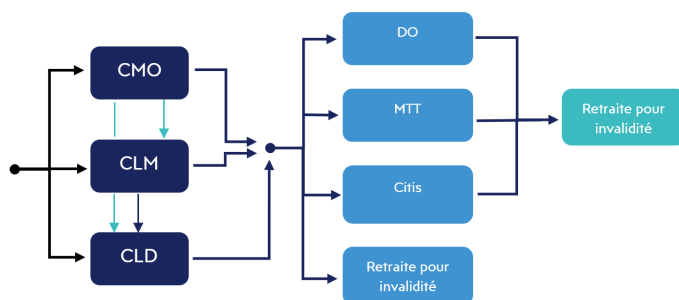 CMO
CLM
CLD
DO
MTT
Citis
Retraite pour
invalidité
Retraite pour
invalidité